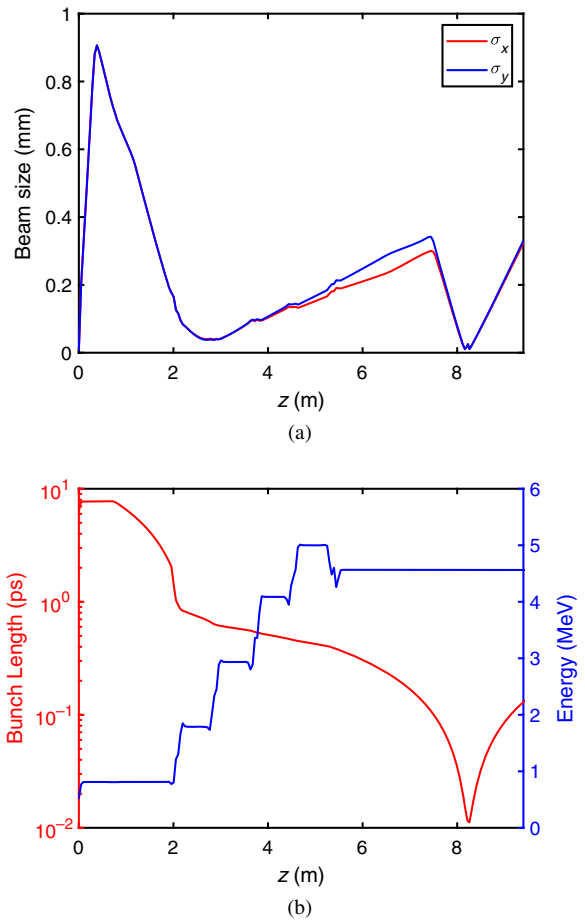 1
0.8
0.6
0.4
0.2
0
Beam size (mm)
σx
σy
0 2 4 6 8
z (m)
(a)
10^1
10^0
10^-1
10^-2
Bunch Length (ps)
6
5
4
3
2
1
0
Energy (MeV)
0 2 4 6 8
z (m)
(b)